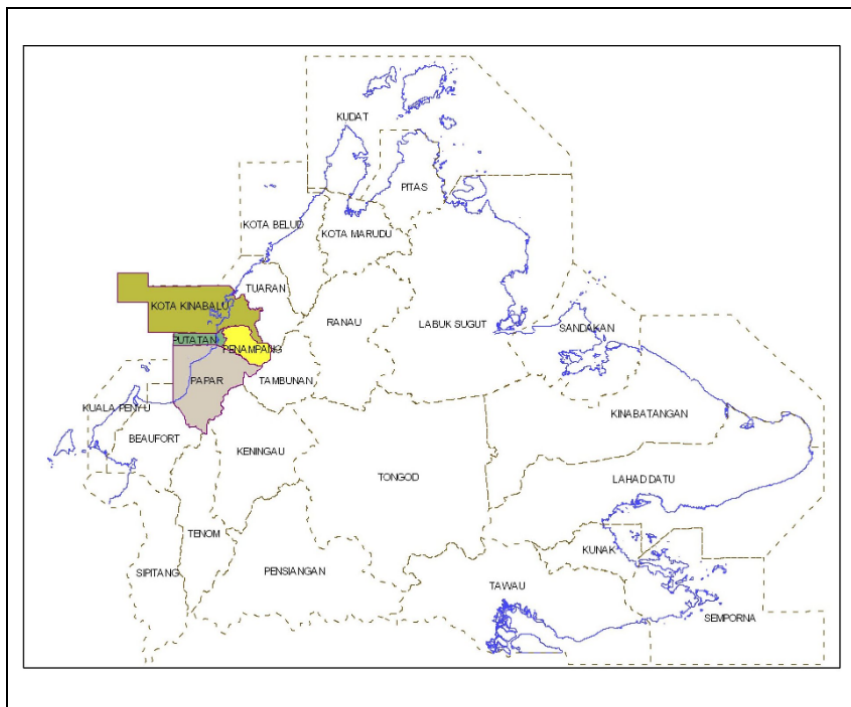 KUDAT
PITAS
KOTA BELUD
KOTA MARUDU
TUARAN
KOTA KINABALU
RANAU
LABUK SUGUT
SANDAKAN
PUTATAN
PENAMPANG
PAPAR
TAMBUNAN
KUALA PENYU
KINABATANGAN
BEAUFORT
KENINGAU
TONGOD
LAHAD DATU
TENOM
KUNAK
SIPITANG
PENSIANGAN
TAWAU
SEMPORNA